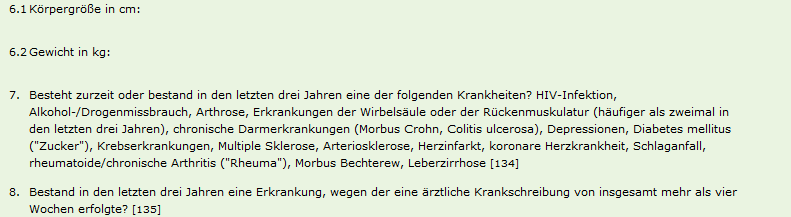 6.1 Körpergröße in cm:
6.2 Gewicht in kg:
7. Besteht zurzeit oder bestand in den letzten drei Jahren eine der folgenden Krankheiten? HIV-Infektion,
Alkohol-/Drogenmissbrauch, Arthrose, Erkrankungen der Wirbelsäule oder der Rückenmuskulatur (häufiger als zweimal in
den letzten drei Jahren), chronische Darmerkrankungen (Morbus Crohn, Colitis ulcerosa), Depressionen, Diabetes mellitus
("Zucker"), Krebserkrankungen, Multiple Sklerose, Arteriosklerose, Herzinfarkt, koronare Herzkrankheit, Schlaganfall,
rheumatoide/chronische Arthritis ("Rheuma"), Morbus Bechterew, Leberzirrhose [134]
8. Bestand in den letzten drei Jahren eine Erkrankung, wegen der eine ärztliche Krankschreibung von insgesamt mehr als vier
Wochen erfolgte? [135]